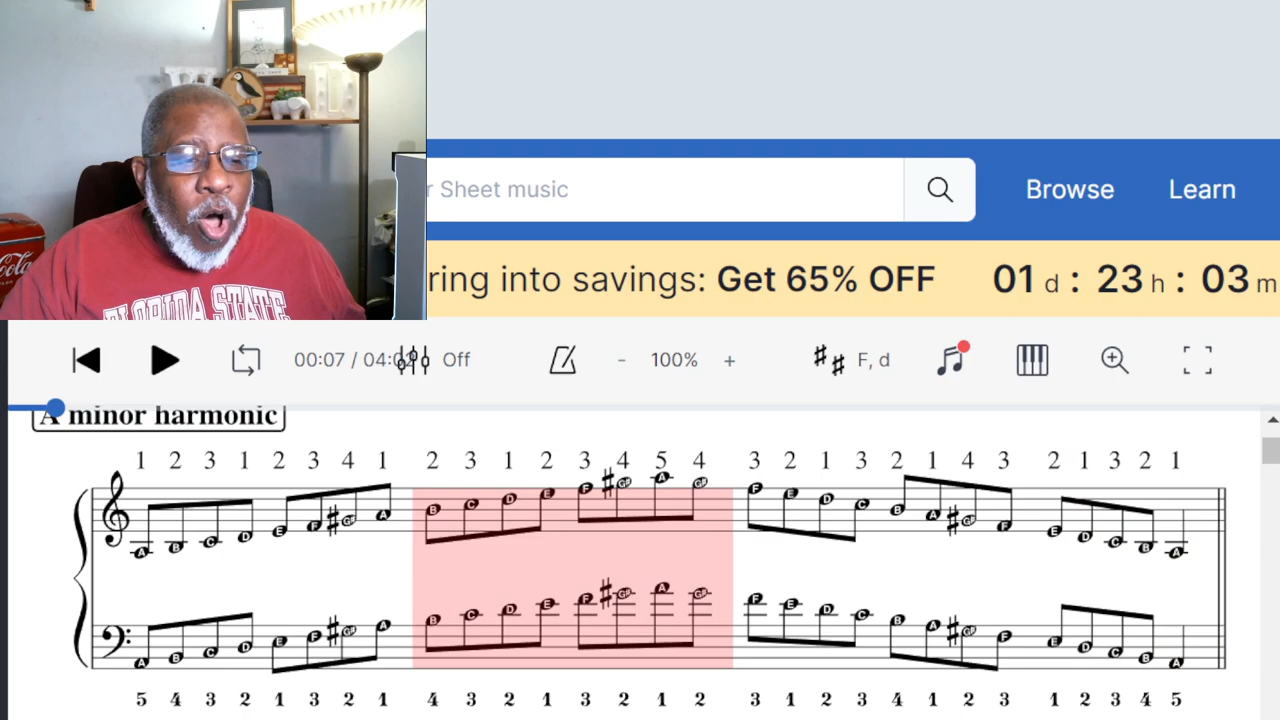 r Sheet music
Browse
Learn
ring into savings: Get 65% OFF
01 d : 23 h : 03 m
Cola
FLORIDA STATE
00:07 / 04:0
Off
- 100% +
F, d
A minor harmonic
1 2 3 1 2 3 4 1 2 3 1 2 3 4 5 4 3 2 1 3 2 1 4 3 2 1 3 2 1
A B C D E F G# A B C D E F G# A G# F E D C B A G# F E D C B A
A B C D E F G# A B C D E F G# A G# F E D C B A G# F E D C B A
5 4 3 2 1 3 2 1 4 3 2 1 3 2 1 2 3 1 2 3 4 1 2 3 1 2 3 4 5